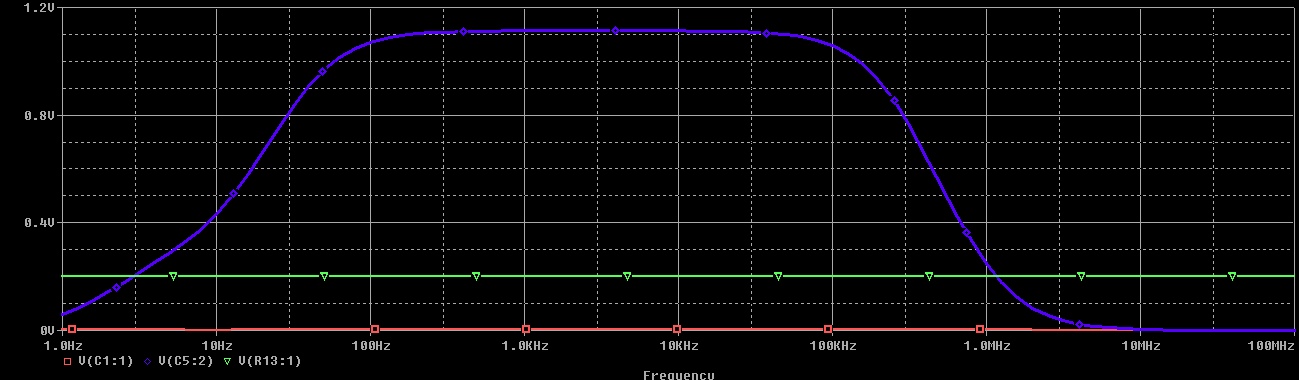 1.2V
0.8V
0.4V
0V
1.0Hz 10Hz 100Hz 1.0KHz 10KHz 100KHz 1.0MHz 10MHz 100MHz
V(C1:1) V(C5:2) V(R13:1)
Frequency